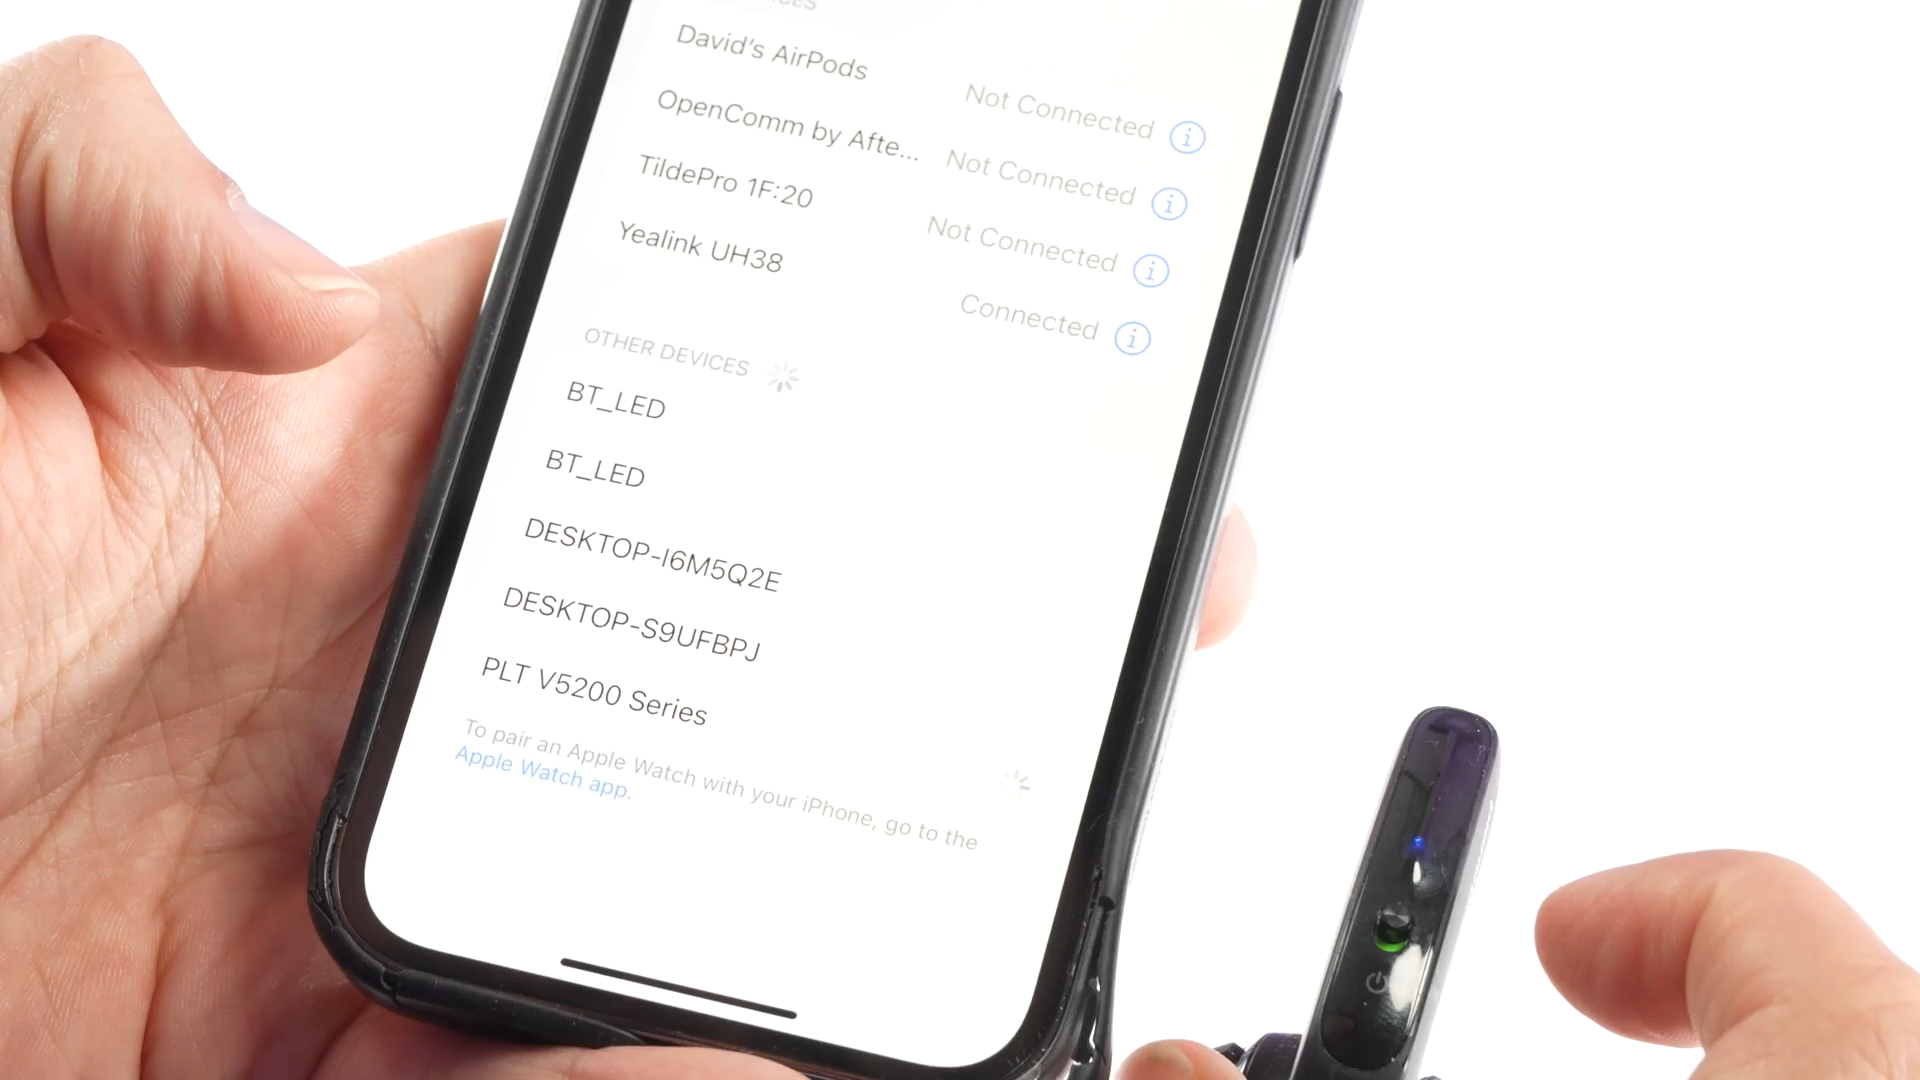 David's AirPods Not Connected
OpenComm by Afte... Not Connected
TildePro 1F:20 Not Connected
Yealink UH38 Connected
OTHER DEVICES
BT_LED
BT_LED
DESKTOP-I6M5Q2E
DESKTOP-S9UFBPJ
PLT V5200 Series
To pair an Apple Watch with your iPhone, go to the
Apple Watch app.